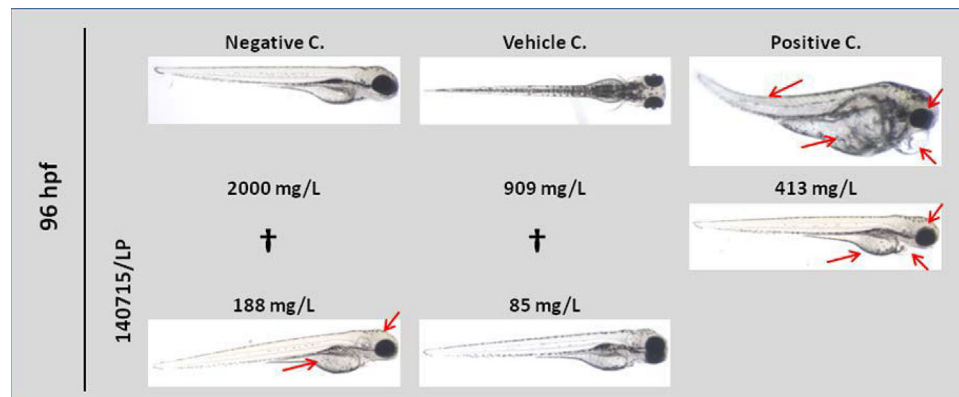 Negative C.
Vehicle C.
Positive C.
96 hpf
140715/LP
2000 mg/L
909 mg/L
413 mg/L
188 mg/L
85 mg/L